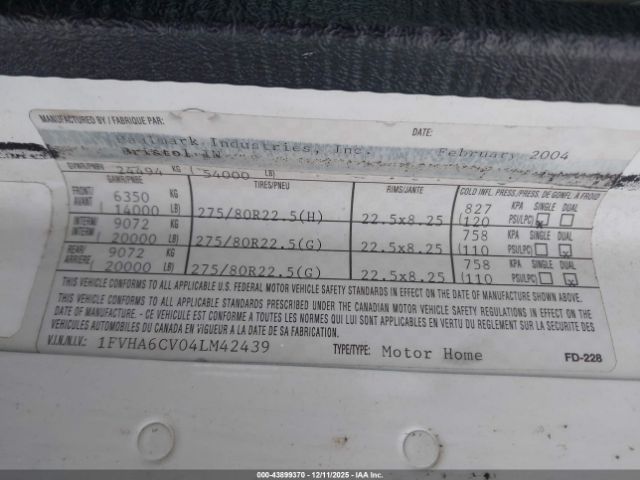 MANUFACTURED BY / FABRIQUE PAR: DATE:
Railmark Industries, Inc. February 2004
Bristol IN
GVWR/PNBV 24494 KG (54000 LB)
GAWR/PNBE TIRES/PNEU RIMS/JANTE COLD INFL. PRESS./PRESS. DE GONFL. A FROID
FRONT/AVANT 6350 KG (14000 LB) 275/80R22.5(H) 22.5x8.25 827 KPA SINGLE DUAL (120 PSI/LPC)
INTERM/INTERM 9072 KG (20000 LB) 275/80R22.5(G) 22.5x8.25 758 KPA SINGLE DUAL (110 PSI/LPC)
REAR/ARRIERE 9072 KG (20000 LB) 275/80R22.5(G) 22.5x8.25 758 KPA SINGLE DUAL (110 PSI/LPC)
THIS VEHICLE CONFORMS TO ALL APPLICABLE U.S. FEDERAL MOTOR VEHICLE SAFETY STANDARDS IN EFFECT ON THE DATE OF MANUFACTURE SHOWN ABOVE.
THIS VEHICLE CONFORMS TO ALL APPLICABLE STANDARDS PRESCRIBED UNDER THE CANADIAN MOTOR VEHICLE SAFETY REGULATIONS IN EFFECT
ON THE DATE OF MANUFACTURE. / CE VEHICULE EST CONFORME A TOUTES LES NORMES QUI LUI SONT APPLICABLES EN VERTU DU REGLEMENT SUR LA SECURITE DES
VEHICULES AUTOMOBILES DU CANADA EN VIGUEUR A LA DATE DE SA FABRICATION.
V.I.N./N.I.V.: 1FVHA6CV04LM42439 TYPE/TYPE: Motor Home FD-228
000-43899370 - 12/11/2025 - IAA Inc.